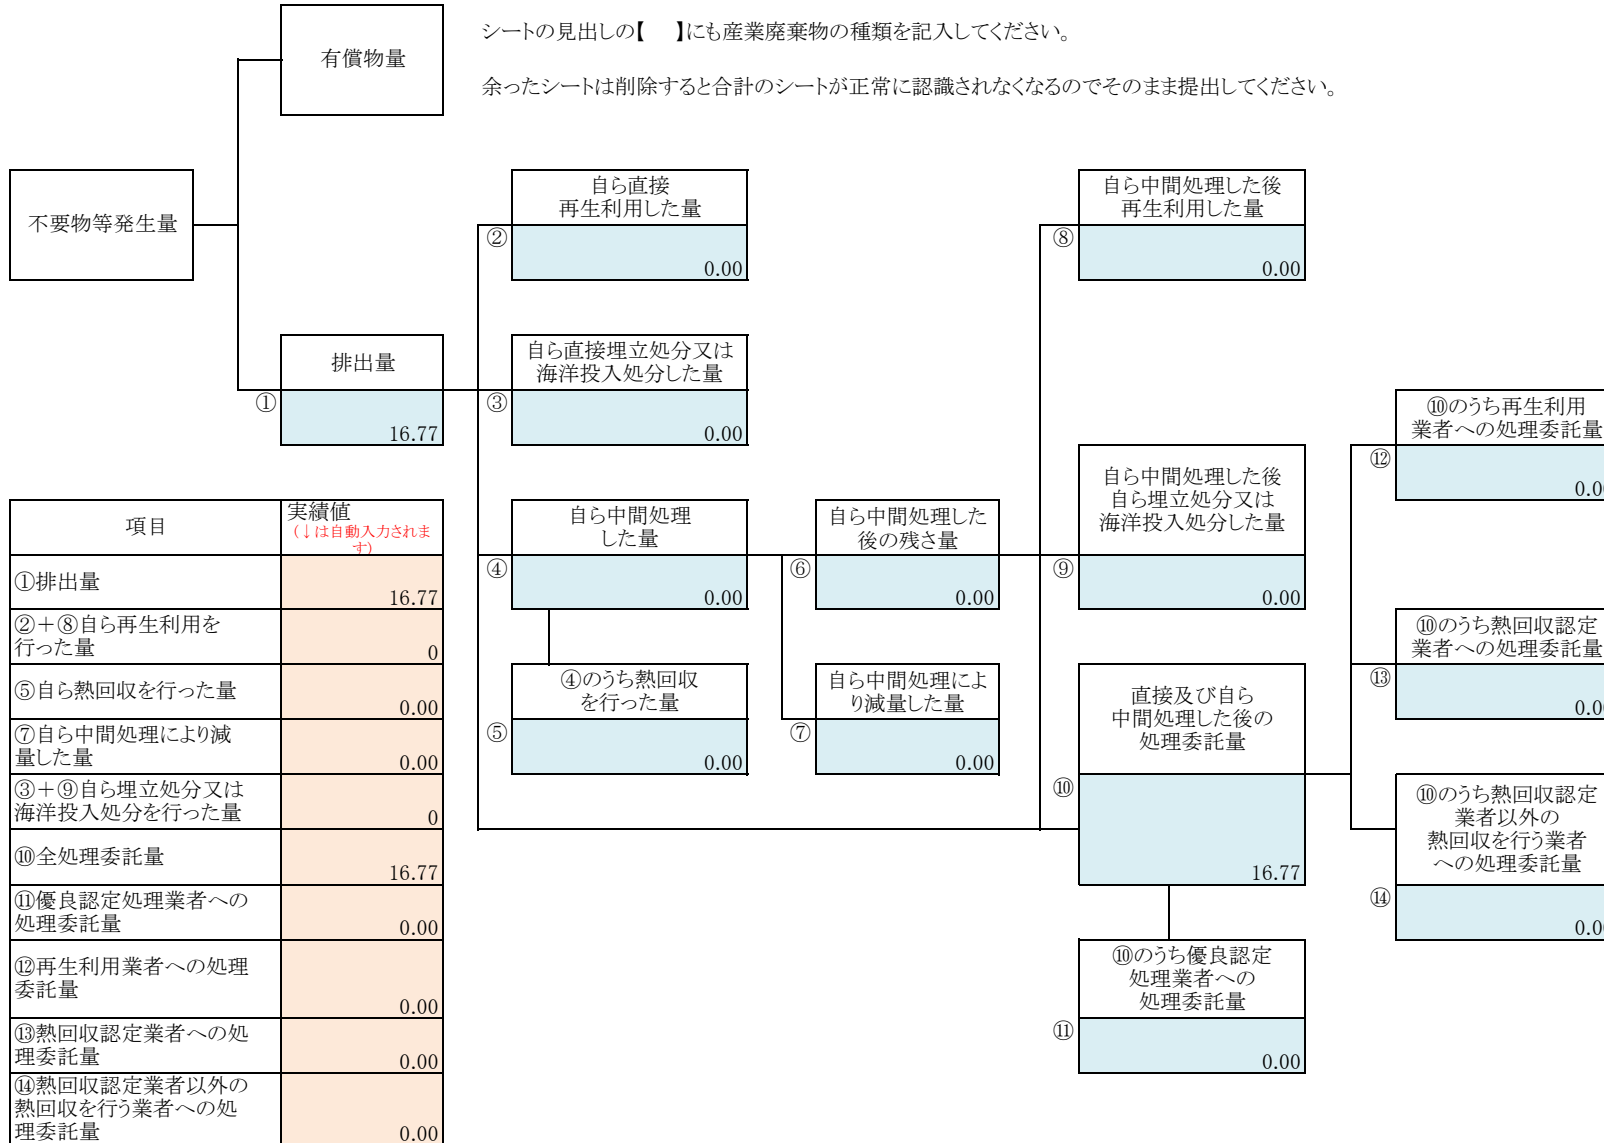 有償物量
シートの見出しの【　】にも産業廃棄物の種類を記入してください。
余ったシートは削除すると合計のシートが正常に認識されなくなるのでそのまま提出してください。
不要物等発生量
自ら直接
再生利用した量
②
0.00
自ら中間処理した後
再生利用した量
⑧
0.00
排出量
①
16.77
自ら直接埋立処分又は
海洋投入処分した量
③
0.00
⑩のうち再生利用
業者への処理委託量
⑫
自ら中間処理
した量
④
0.00
自ら中間処理した
後の残さ量
⑥
0.00
自ら中間処理した後
自ら埋立処分又は
海洋投入処分した量
⑨
0.00
⑩のうち熱回収認定
業者への処理委託量
⑬
④のうち熱回収
を行った量
⑤
0.00
自ら中間処理によ
り減量した量
⑦
0.00
直接及び自ら
中間処理した後の
処理委託量
⑩
16.77
⑩のうち熱回収認定
業者以外の
熱回収を行う業者
への処理委託量
⑭
⑩のうち優良認定
処理業者への
処理委託量
⑪
0.00
項目
実績値
(↓は自動入力されま
す)
①排出量
16.77
②＋⑧自ら再生利用を
行った量
0
⑤自ら熱回収を行った量
0.00
⑦自ら中間処理により減
量した量
0.00
③＋⑨自ら埋立処分又は
海洋投入処分を行った量
0
⑩全処理委託量
16.77
⑪優良認定処理業者への
処理委託量
0.00
⑫再生利用業者への処理
委託量
0.00
⑬熱回収認定業者への処
理委託量
0.00
⑭熱回収認定業者以外の
熱回収を行う業者への処
理委託量
0.00